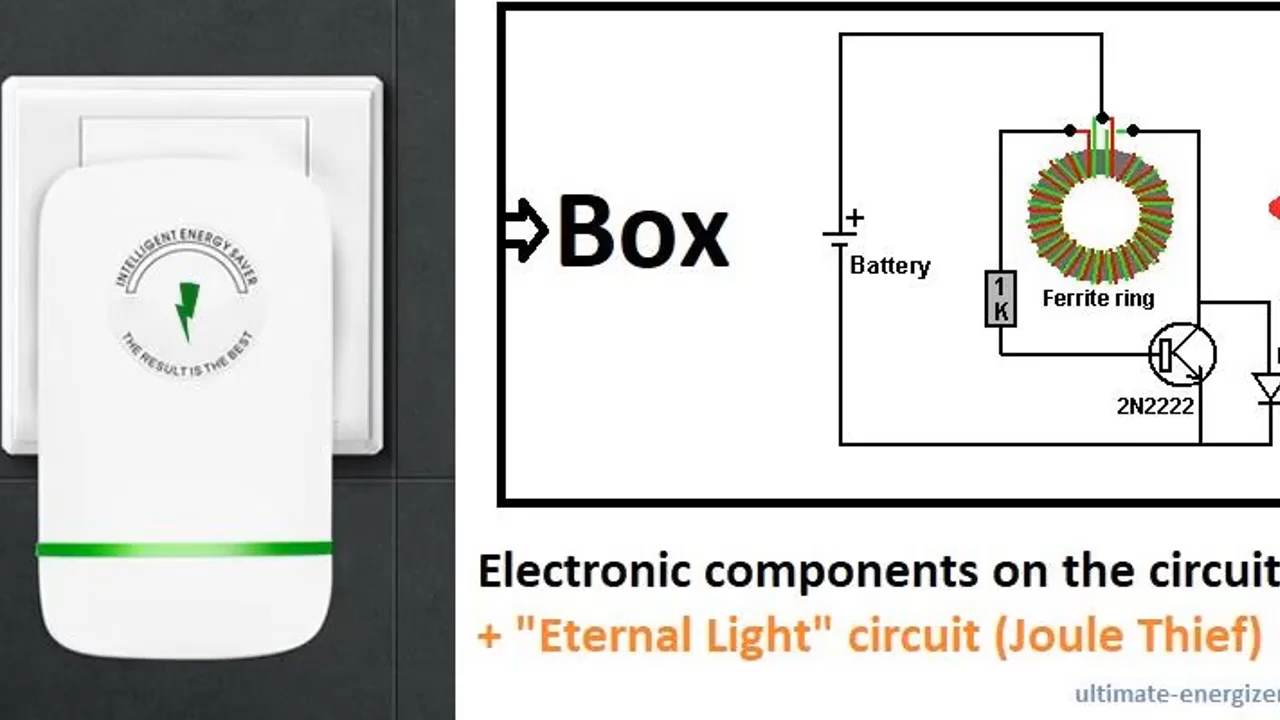 INTELLIGENT ENERGY SAVER
THE RESULT IS THE BEST
Box
+
Battery
1
K
Ferrite ring
2N2222
Electronic components on the circuit
+ "Eternal Light" circuit (Joule Thief)
ultimate-energizer